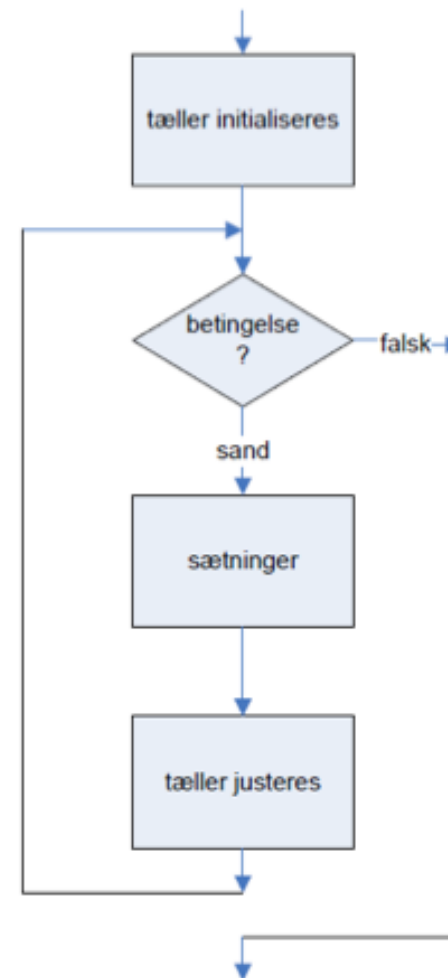 tæller initialiseres
betingelse
?
falsk
sand
sætninger
tæller justeres